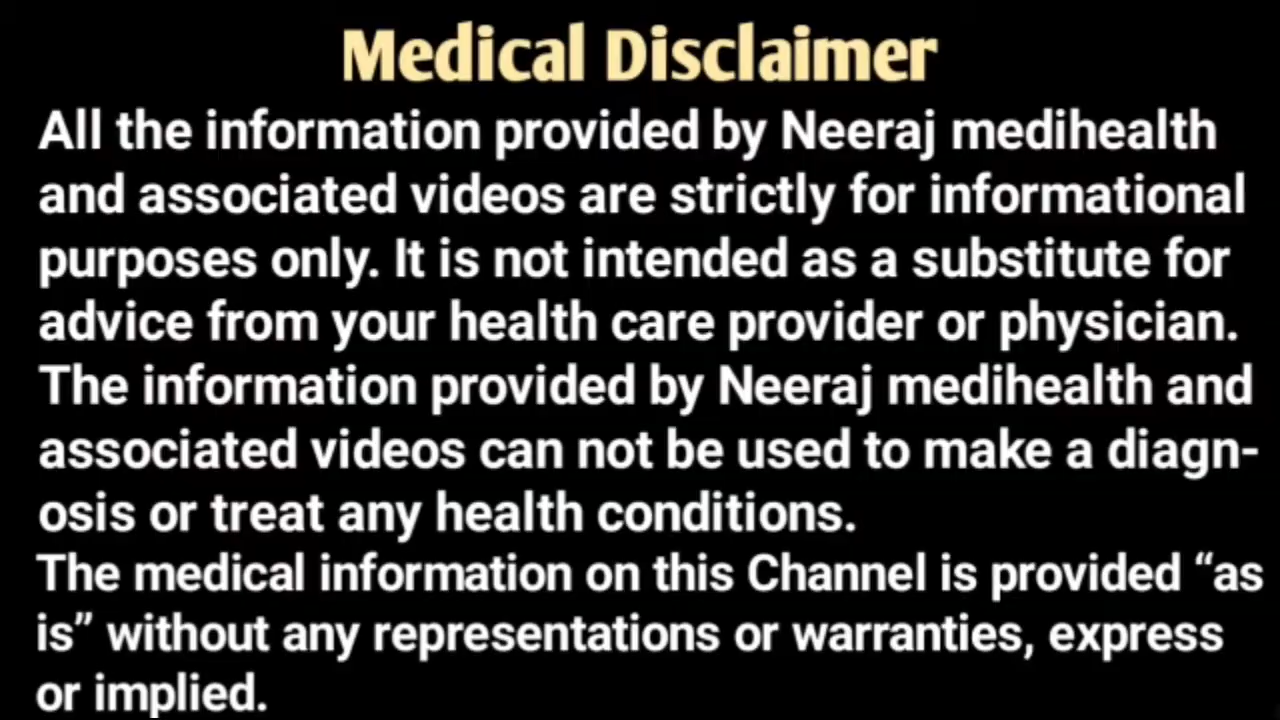 Medical Disclaimer
All the information provided by Neeraj medihealth
and associated videos are strictly for informational
purposes only. It is not intended as a substitute for
advice from your health care provider or physician.
The information provided by Neeraj medihealth and
associated videos can not be used to make a diagn-
osis or treat any health conditions.
The medical information on this Channel is provided “as
is” without any representations or warranties, express
or implied.